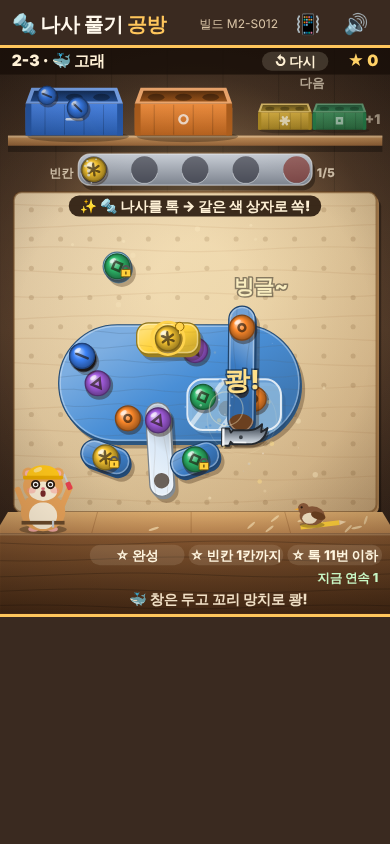 🔩 나사 풀기 공방 빌드 M2-S012 📳 🔊
2-3 · 🐳 고래 ↺ 다시 ★ 0
다음
+1
빈칸 1/5
✨ 🔩 나사를 톡 → 같은 색 상자로 쏙!
빙글~
쾅!
☆ 완성 ☆ 빈칸 1칸까지 ☆ 톡 11번 이하
지금 연속 1
🐳 창은 두고 꼬리 망치로 쾅!